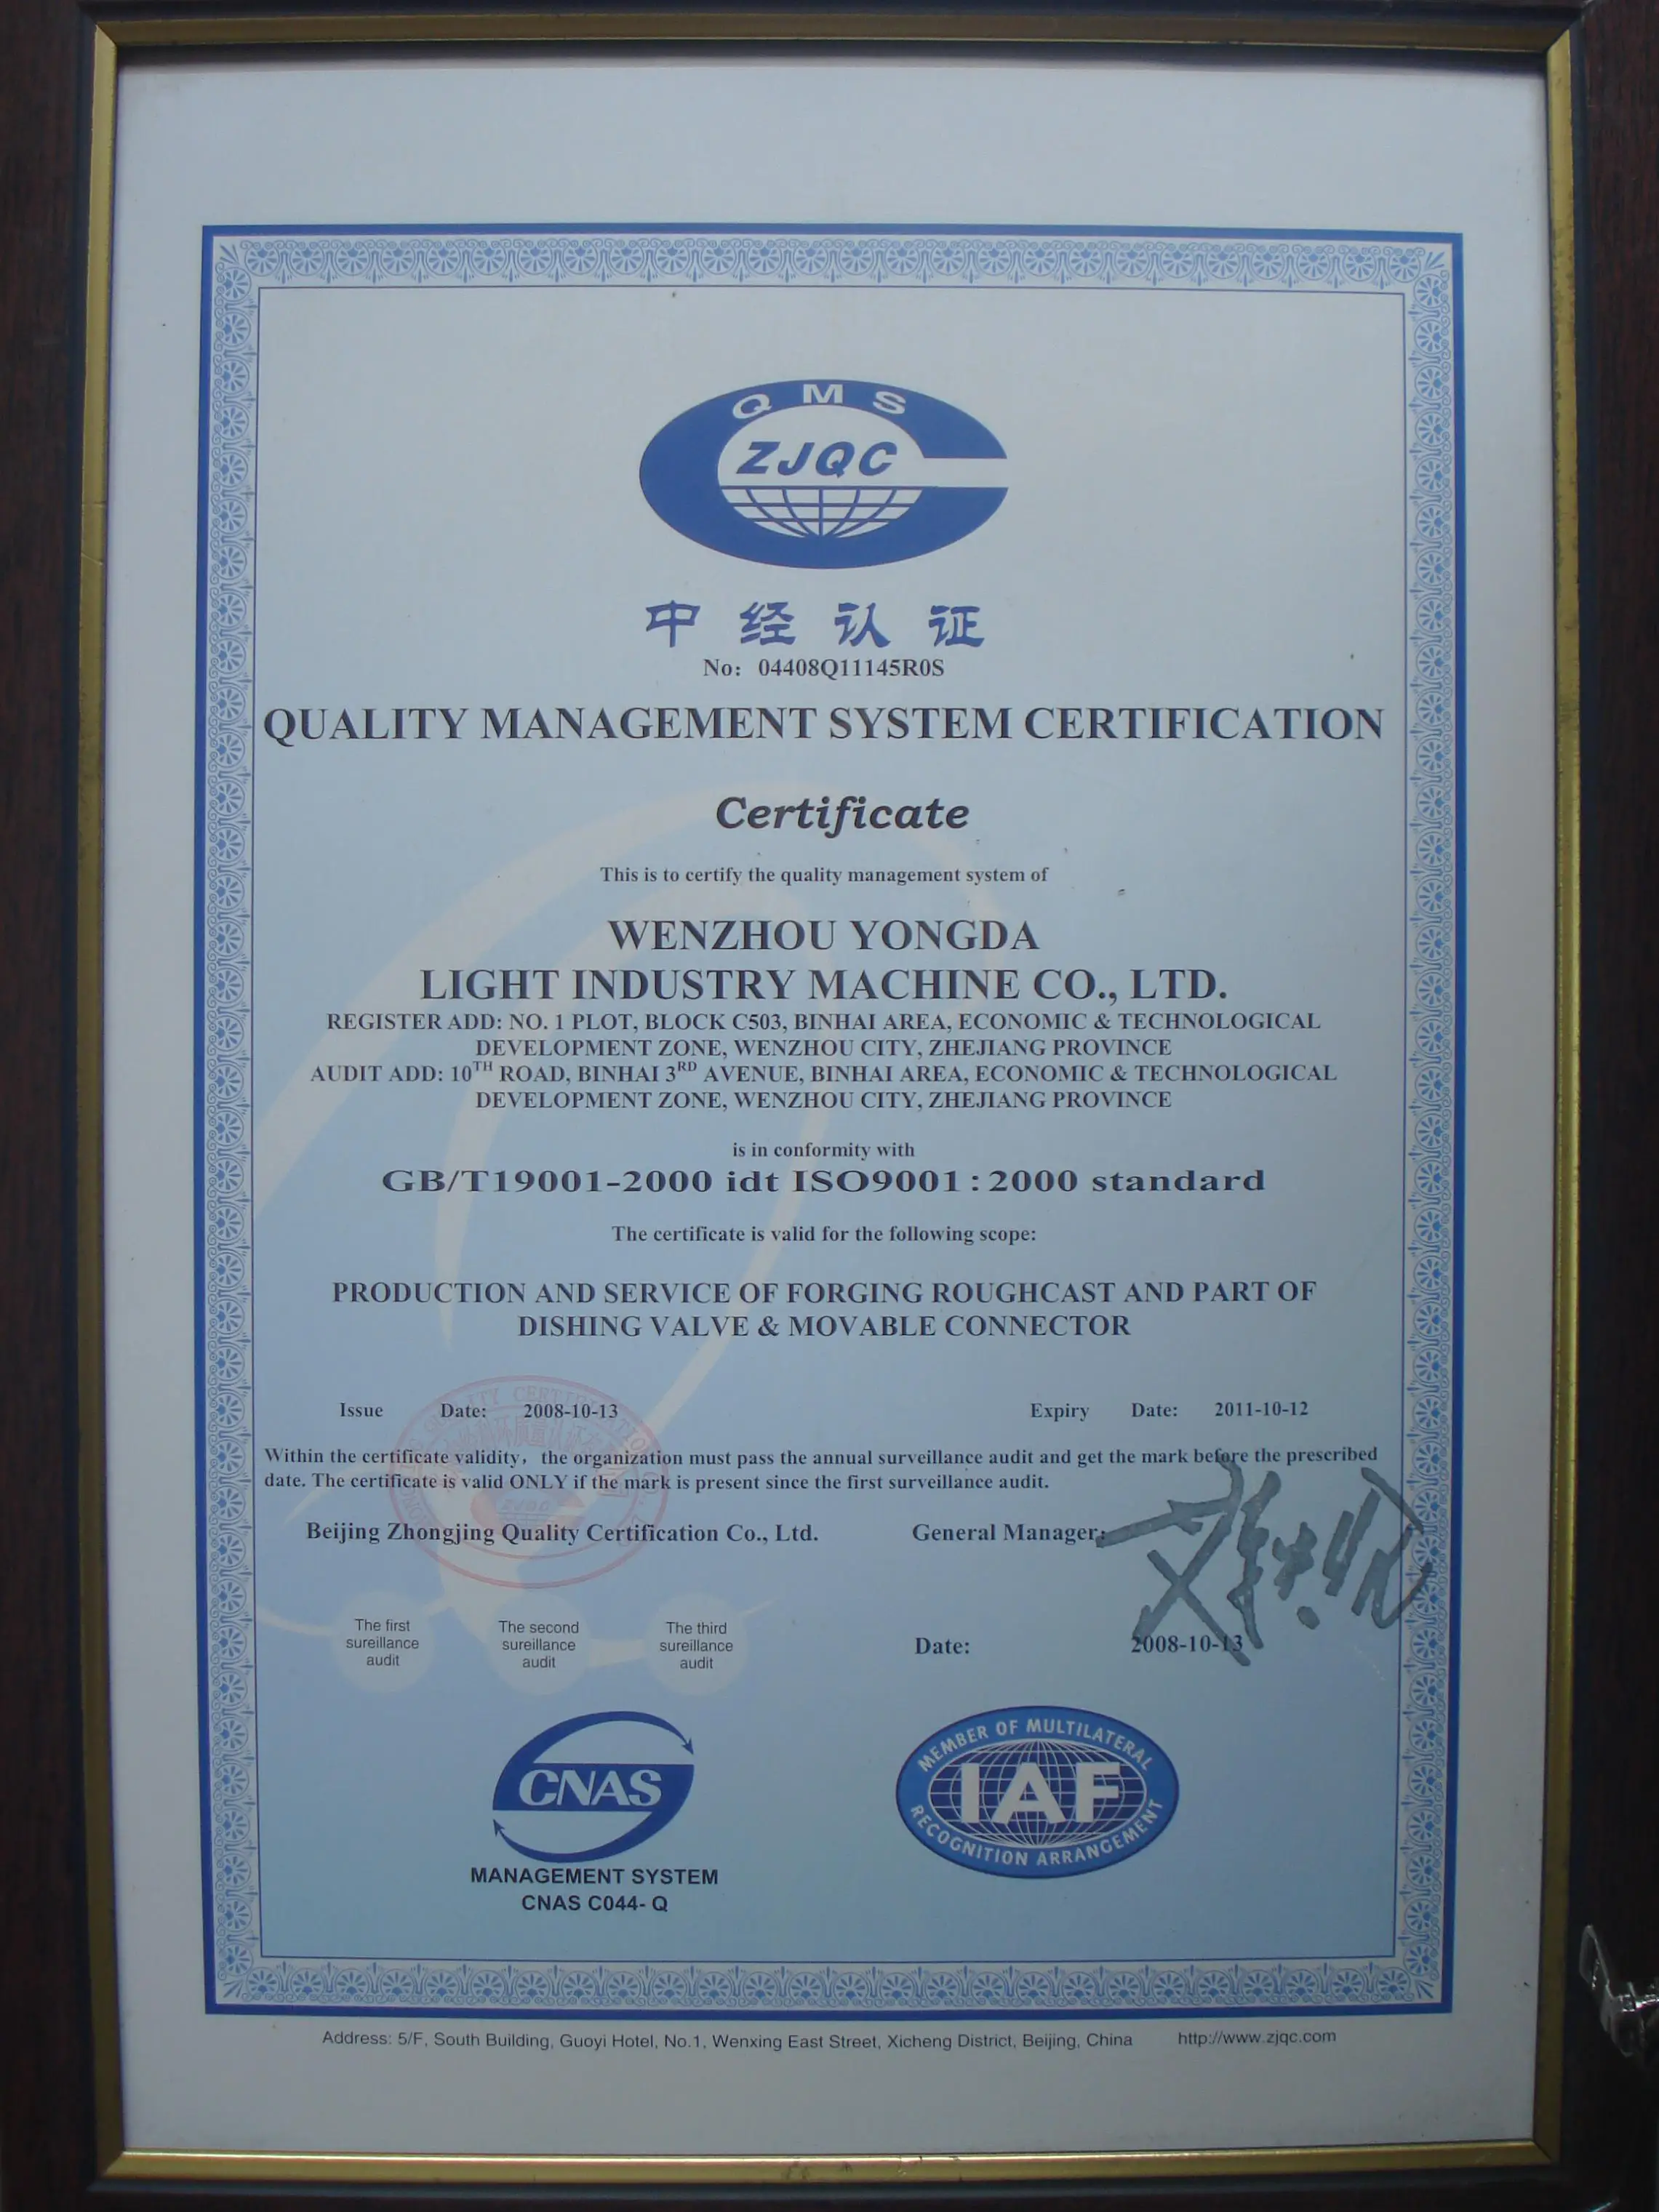 QMS
ZJQC
中经认证
No: 04408Q11145R0S
QUALITY MANAGEMENT SYSTEM CERTIFICATION
Certificate
This is to certify the quality management system of
WENZHOU YONGDA
LIGHT INDUSTRY MACHINE CO., LTD.
REGISTER ADD: NO. 1 PLOT, BLOCK C503, BINHAI AREA, ECONOMIC & TECHNOLOGICAL
DEVELOPMENT ZONE, WENZHOU CITY, ZHEJIANG PROVINCE
AUDIT ADD: 10TH ROAD, BINHAI 3RD AVENUE, BINHAI AREA, ECONOMIC & TECHNOLOGICAL
DEVELOPMENT ZONE, WENZHOU CITY, ZHEJIANG PROVINCE
is in conformity with
GB/T19001-2000 idt ISO9001:2000 standard
The certificate is valid for the following scope:
PRODUCTION AND SERVICE OF FORGING ROUGHCAST AND PART OF
DISHING VALVE & MOVABLE CONNECTOR
Issue Date: 2008-10-13 Expiry Date: 2011-10-12
Within the certificate validity, the organization must pass the annual surveillance audit and get the mark before the prescribed
date. The certificate is valid ONLY if the mark is present since the first surveillance audit.
Beijing Zhongjing Quality Certification Co., Ltd. General Manager:
The first sureillance audit
The second sureillance audit
The third sureillance audit
Date: 2008-10-13
CNAS
MANAGEMENT SYSTEM
CNAS C044- Q
MEMBER OF MULTILATERAL
IAF
RECOGNITION ARRANGEMENT
Address: 5/F, South Building, Guoyi Hotel, No.1, Wenxing East Street, Xicheng District, Beijing, China http://www.zjqc.com